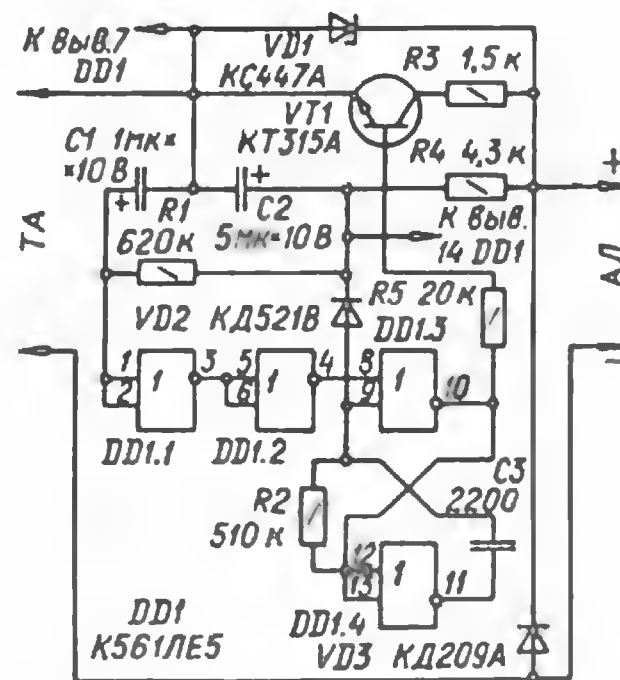 К выв.7
DD1
VD1
КС447А
R3 1,5 к
VT1
КТ315А
C1 1мк×
×10 В
R4 4,3 к
+
+
+
R1
620 к
C2
5мк×10В
К выв.
14 DD1
ТА
АЛ
R5 20 к
VD2 КД521В
DD1.3
1
2
1
3
5
6
1
4
8
9
1
10
DD1.1
DD1.2
R2
510 к
C3
2200
12
13
1
11
DD1
К561ЛЕ5
DD1.4
VD3 КД209А